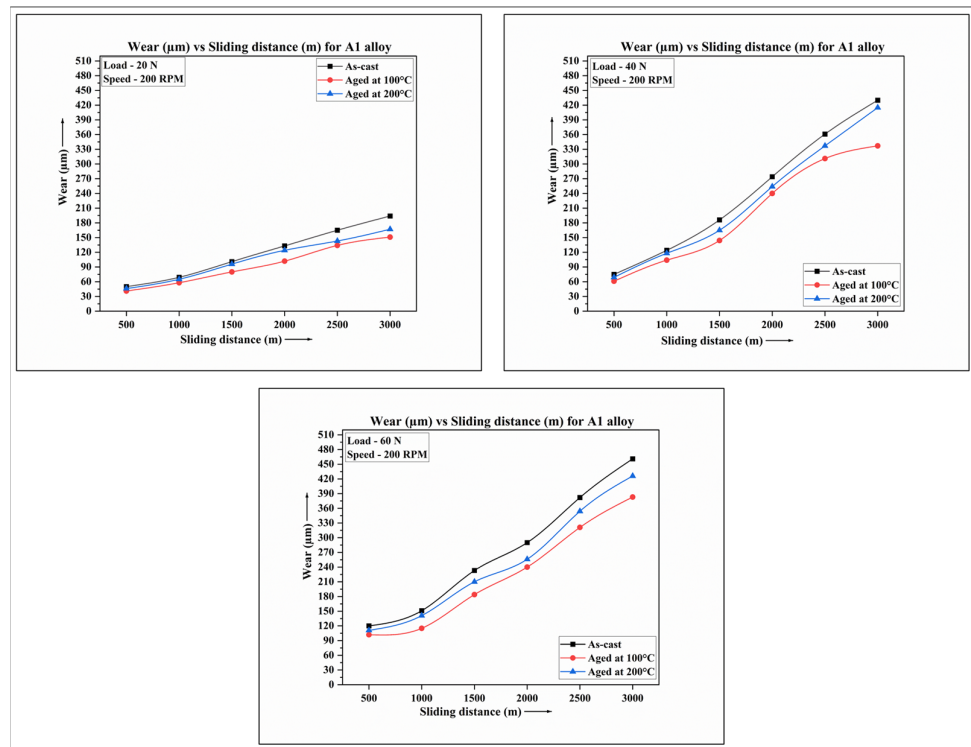 Wear (µm) vs Sliding distance (m) for A1 alloy
Load - 20 N
Speed - 200 RPM
As-cast
Aged at 100°C
Aged at 200°C
510
480
450
420
390
360
330
300
270
240
210
180
150
120
90
60
30
0
Wear (µm)
500 1000 1500 2000 2500 3000
Sliding distance (m)
Wear (µm) vs Sliding distance (m) for A1 alloy
Load - 40 N
Speed - 200 RPM
510
480
450
420
390
360
330
300
270
240
210
180
150
120
90
60
30
0
Wear (µm)
As-cast
Aged at 100°C
Aged at 200°C
500 1000 1500 2000 2500 3000
Sliding distance (m)
Wear (µm) vs Sliding distance (m) for A1 alloy
Load - 60 N
Speed - 200 RPM
510
480
450
420
390
360
330
300
270
240
210
180
150
120
90
60
30
0
Wear (µm)
As-cast
Aged at 100°C
Aged at 200°C
500 1000 1500 2000 2500 3000
Sliding distance (m)